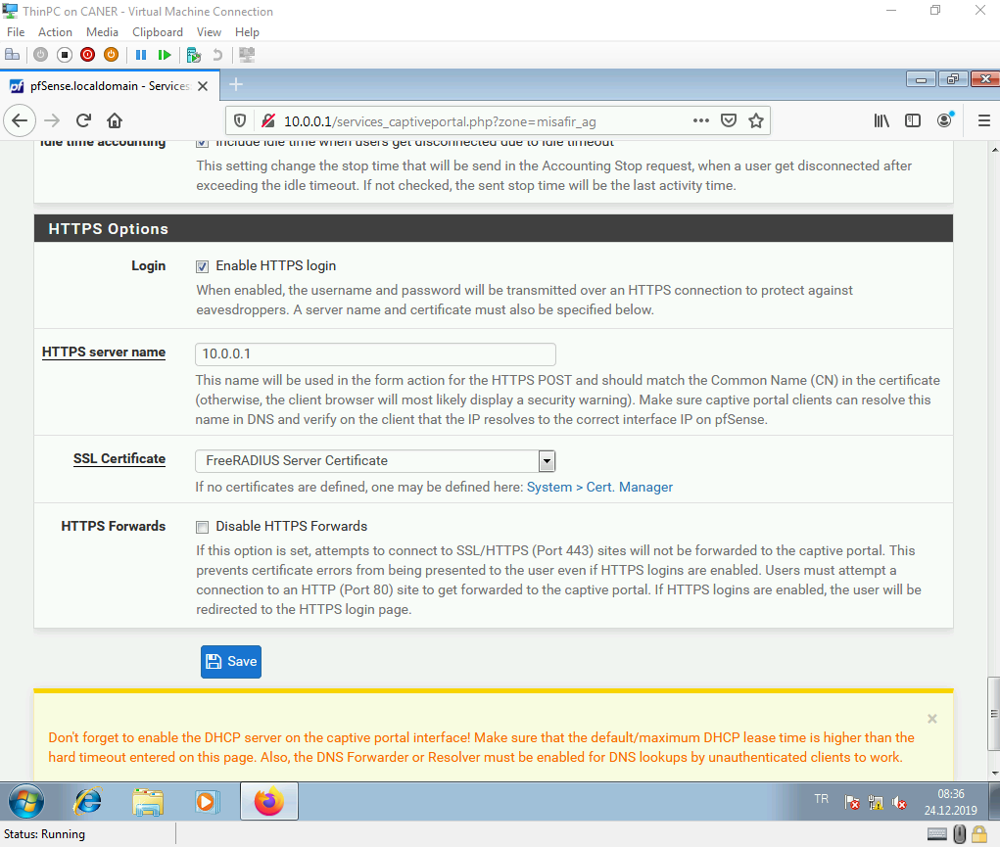 ThinPC on CANER - Virtual Machine Connection
File Action Media Clipboard View Help
pfSense.localdomain - Services:
10.0.0.1/services_captiveportal.php?zone=misafir_ag
Idle time accounting
Include idle time when users get disconnected due to idle timeout
This setting change the stop time that will be send in the Accounting Stop request, when a user get disconnected after
exceeding the idle timeout. If not checked, the sent stop time will be the last activity time.
HTTPS Options
Login
Enable HTTPS login
When enabled, the username and password will be transmitted over an HTTPS connection to protect against
eavesdroppers. A server name and certificate must also be specified below.
HTTPS server name
10.0.0.1
This name will be used in the form action for the HTTPS POST and should match the Common Name (CN) in the certificate
(otherwise, the client browser will most likely display a security warning). Make sure captive portal clients can resolve this
name in DNS and verify on the client that the IP resolves to the correct interface IP on pfSense.
SSL Certificate
FreeRADIUS Server Certificate
If no certificates are defined, one may be defined here: System > Cert. Manager
HTTPS Forwards
Disable HTTPS Forwards
If this option is set, attempts to connect to SSL/HTTPS (Port 443) sites will not be forwarded to the captive portal. This
prevents certificate errors from being presented to the user even if HTTPS logins are enabled. Users must attempt a
connection to an HTTP (Port 80) site to get forwarded to the captive portal. If HTTPS logins are enabled, the user will be
redirected to the HTTPS login page.
Save
Don't forget to enable the DHCP server on the captive portal interface! Make sure that the default/maximum DHCP lease time is higher than the
hard timeout entered on this page. Also, the DNS Forwarder or Resolver must be enabled for DNS lookups by unauthenticated clients to work.
TR
08:36
24.12.2019
Status: Running